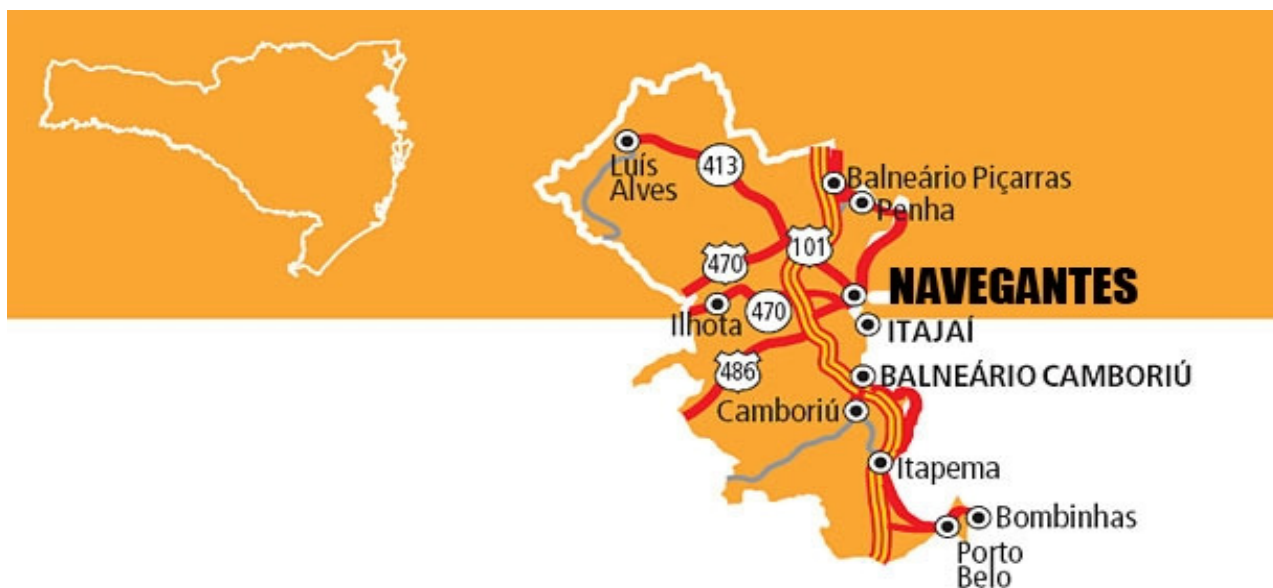 Luís
Alves
413
Balneário Piçarras
Penha
101
470
NAVEGANTES
Ilhota
470
ITAJAÍ
486
BALNEÁRIO CAMBORIÚ
Camboriú
Itapema
Bombinhas
Porto
Belo